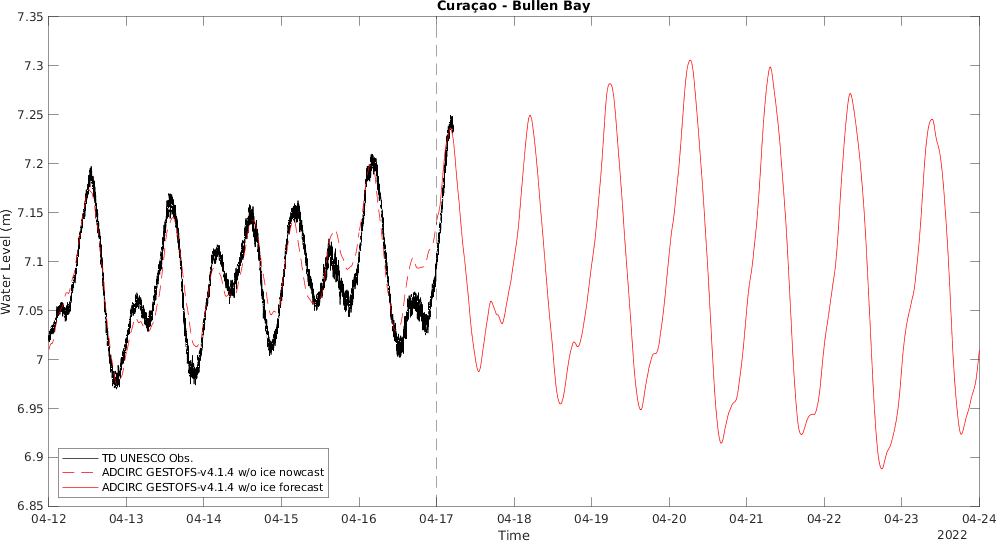 Curaçao - Bullen Bay
7.35
7.3
7.25
7.2
7.15
7.1
7.05
7
6.95
6.9
6.85
Water Level (m)
TD UNESCO Obs.
ADCIRC GESTOFS-v4.1.4 w/o ice nowcast
ADCIRC GESTOFS-v4.1.4 w/o ice forecast
04-12 04-13 04-14 04-15 04-16 04-17 04-18 04-19 04-20 04-21 04-22 04-23 04-24
Time
2022